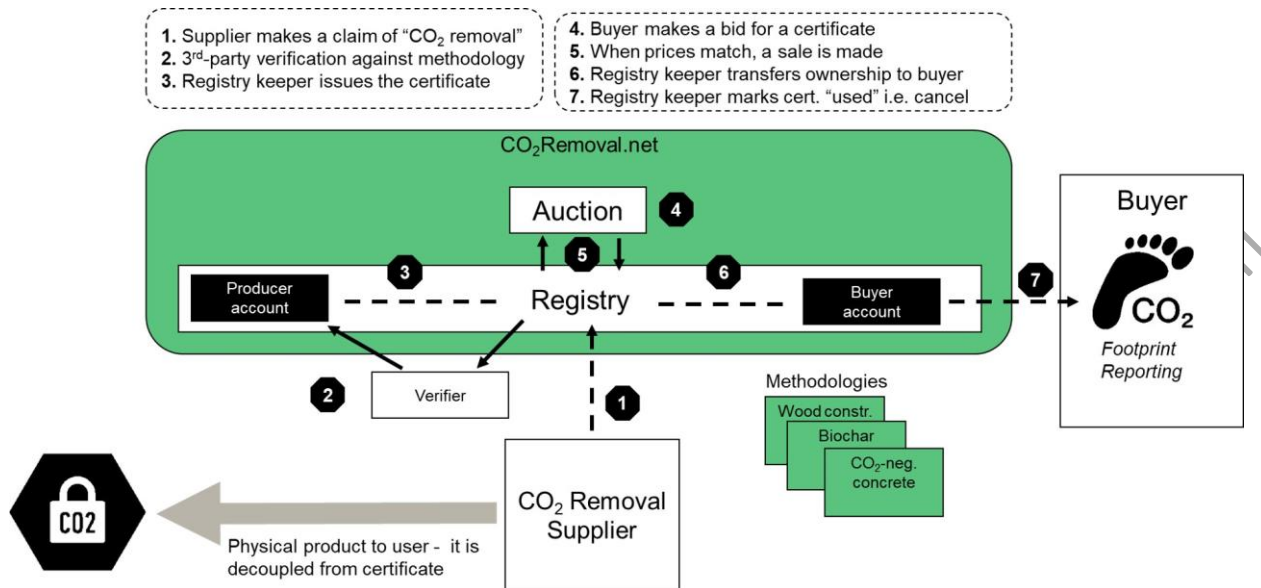 1. Supplier makes a claim of “CO₂ removal”
2. 3rd-party verification against methodology
3. Registry keeper issues the certificate
4. Buyer makes a bid for a certificate
5. When prices match, a sale is made
6. Registry keeper transfers ownership to buyer
7. Registry keeper marks cert. “used” i.e. cancel
CO₂Removal.net
Auction
4
5
3
6
Producer
account
Registry
Buyer
account
7
Buyer
CO₂
Footprint
Reporting
2
Verifier
1
Methodologies
Wood constr.
Biochar
CO₂-neg.
concrete
CO₂ Removal
Supplier
CO2
Physical product to user - it is
decoupled from certificate